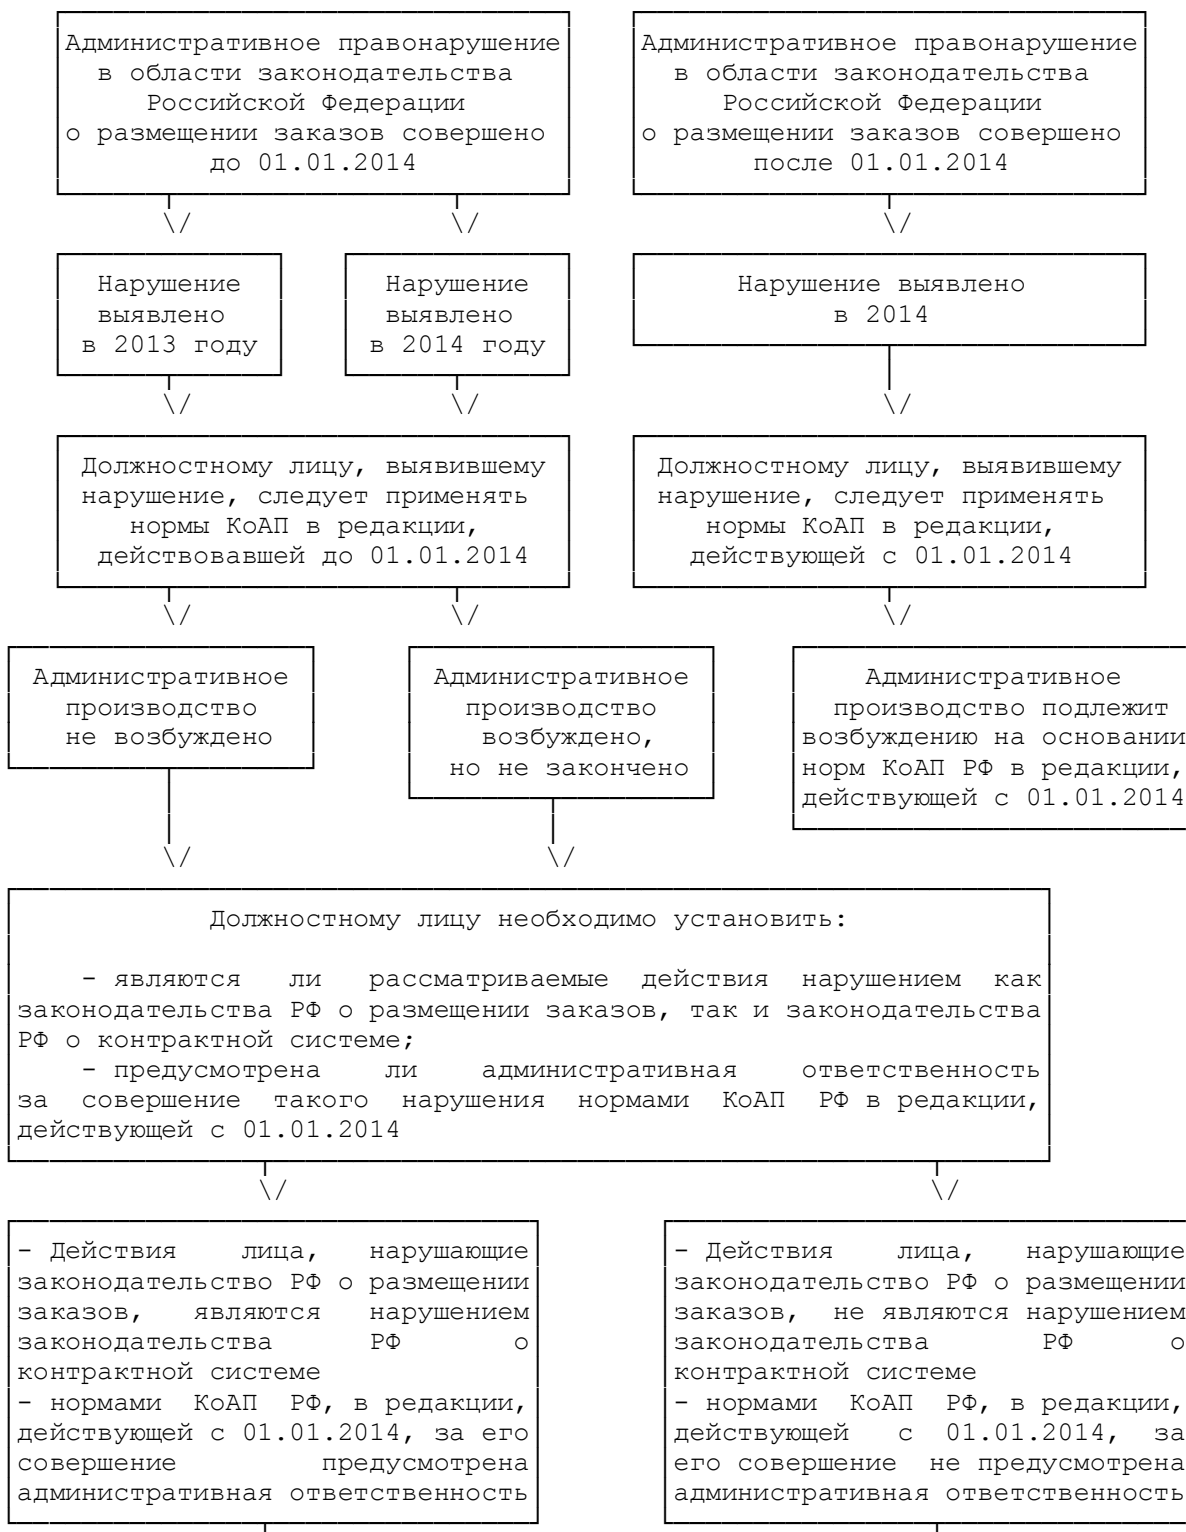 Административное правонарушение
в области законодательства
Российской Федерации
о размещении заказов совершено
до 01.01.2014
Административное правонарушение
в области законодательства
Российской Федерации
о размещении заказов совершено
после 01.01.2014
Нарушение
выявлено
в 2013 году
Нарушение
выявлено
в 2014 году
Нарушение выявлено
в 2014
Должностному лицу, выявившему
нарушение, следует применять
нормы КоАП в редакции,
действовавшей до 01.01.2014
Должностному лицу, выявившему
нарушение, следует применять
нормы КоАП в редакции,
действующей с 01.01.2014
Административное
производство
не возбуждено
Административное
производство
возбуждено,
но не закончено
Административное
производство подлежит
возбуждению на основании
норм КоАП РФ в редакции,
действующей с 01.01.2014
Должностному лицу необходимо установить:
- являются ли рассматриваемые действия нарушением как
законодательства РФ о размещении заказов, так и законодательства
РФ о контрактной системе;
- предусмотрена ли административная ответственность
за совершение такого нарушения нормами КоАП РФ в редакции,
действующей с 01.01.2014
- Действия лица, нарушающие
законодательство РФ о размещении
заказов, являются нарушением
законодательства РФ о
контрактной системе
- нормами КоАП РФ, в редакции,
действующей с 01.01.2014, за его
совершение предусмотрена
административная ответственность
- Действия лица, нарушающие
законодательство РФ о размещении
заказов, не являются нарушением
законодательства РФ о
контрактной системе
- нормами КоАП РФ, в редакции,
действующей с 01.01.2014, за
его совершение не предусмотрена
административная ответственность